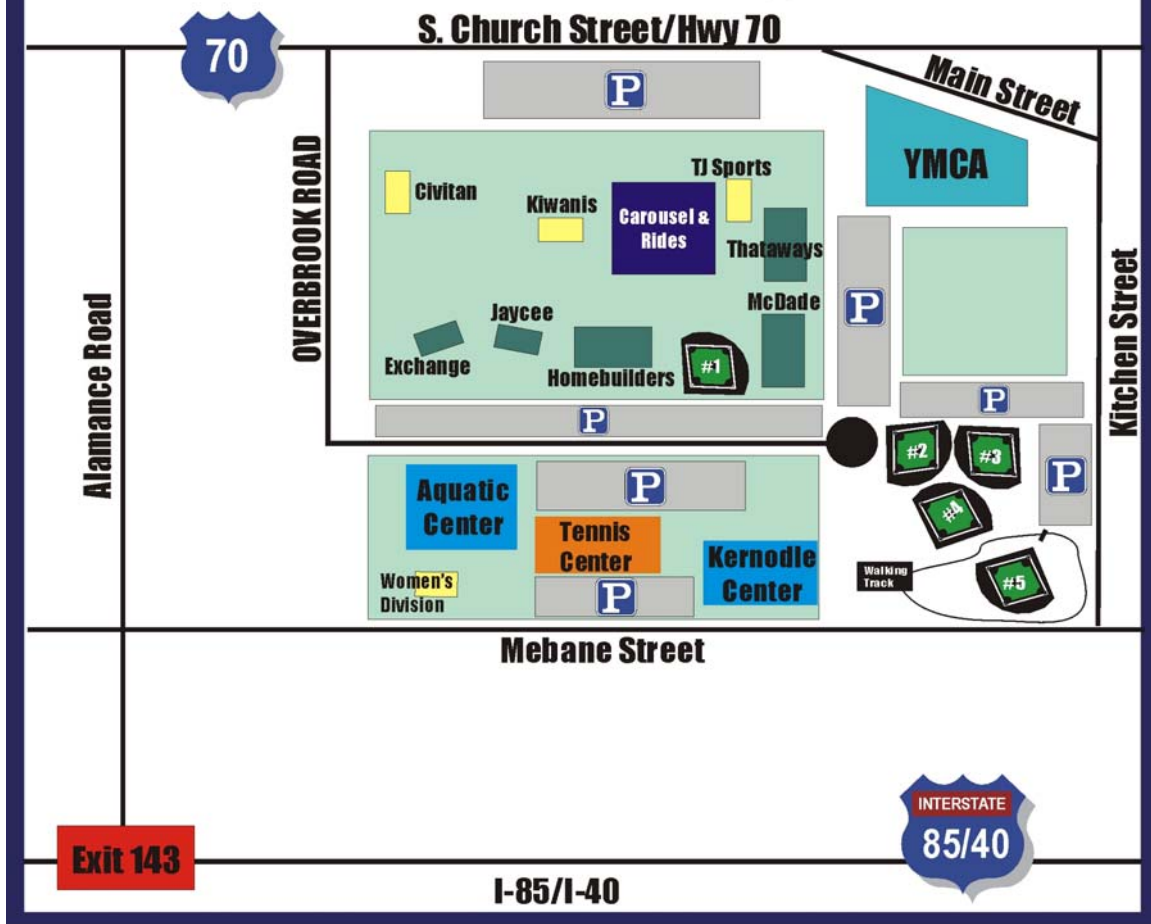 S. Church Street/Hwy 70
70
Main Street
P
YMCA
OVERBROOK ROAD
Civitan
Kiwanis
Carousel &
Rides
TJ Sports
Thataways
Alamance Road
Kitchen Street
P
Exchange
Jaycee
Homebuilders
#1
McDade
P
P
#2
#3
#4
P
Aquatic
Center
P
Tennis
Center
Kernodle
Center
Women's
Division
P
Walking
Track
#5
Mebane Street
INTERSTATE
85/40
Exit 143
I-85/I-40